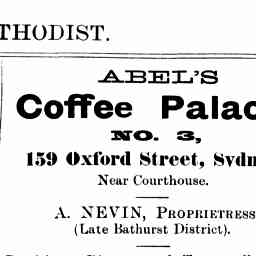 THODIST.
ABEL'S
Coffee Palac
NO. 3,
159 Oxford Street, Sydn
Near Courthouse.
A. NEVIN, PROPRIETRESS
(Late Bathurst District).